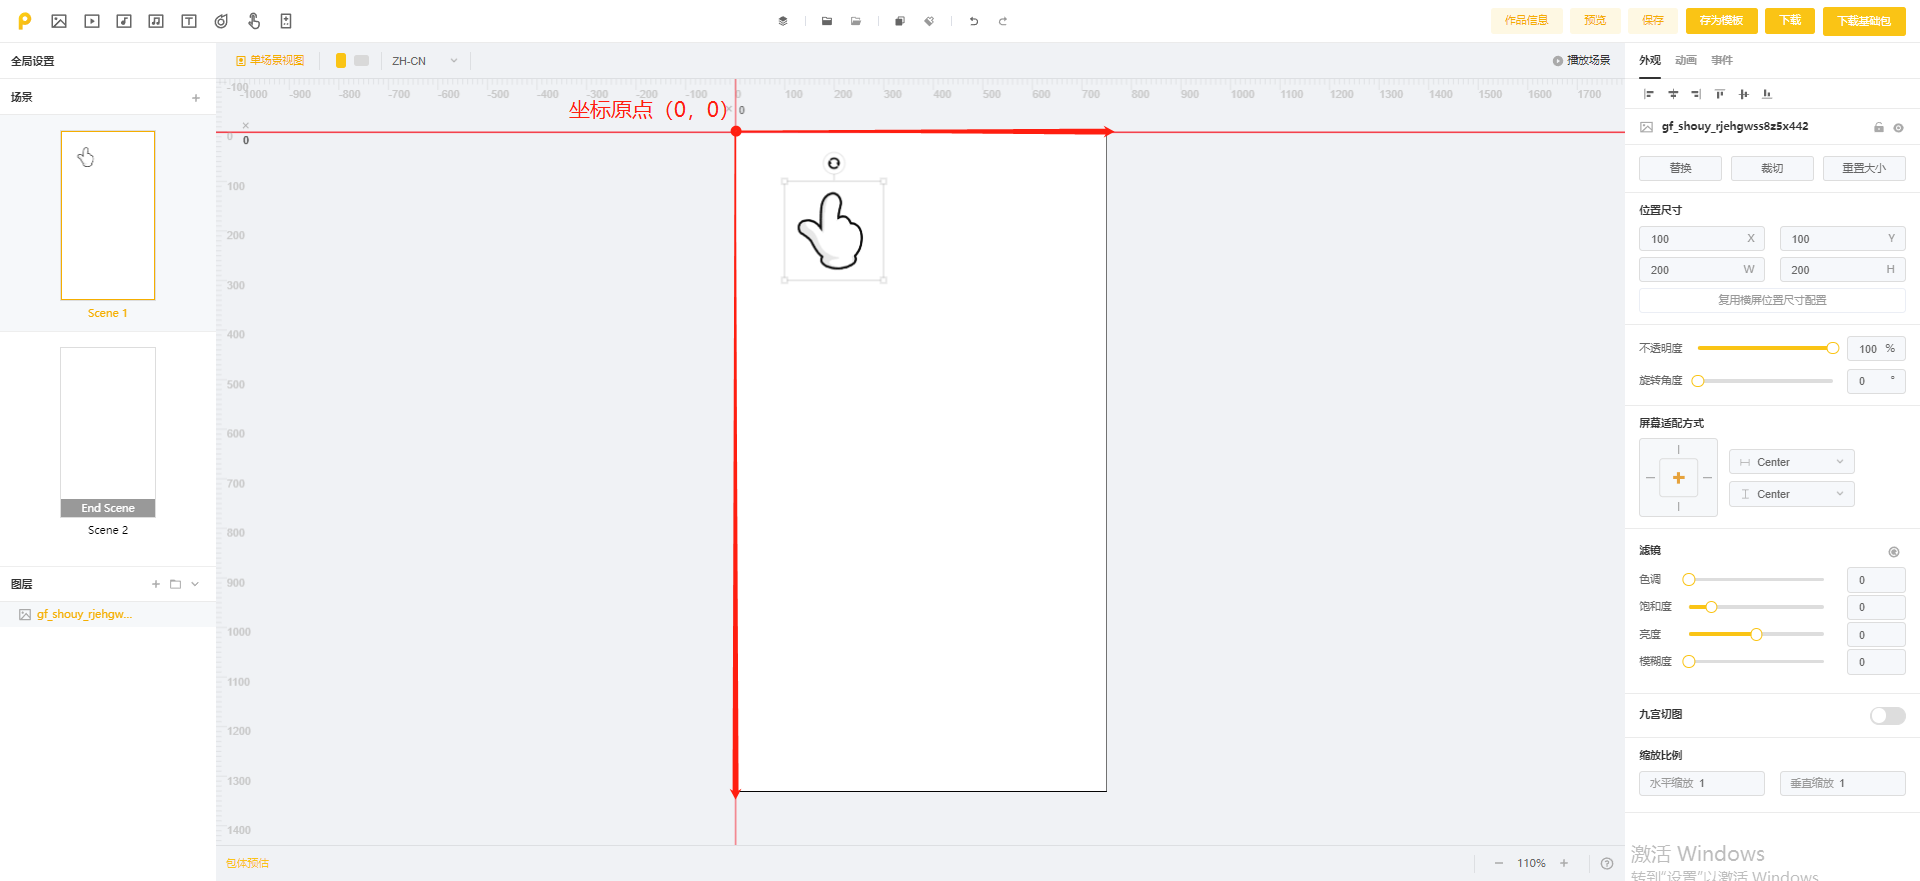 作品信息
预览
保存
存为模板
下载
下载基础包
全局设置
单场景视图
ZH-CN
播放场景
外观
动画
事件
场景
-1000 -900 -800 -700 -600 -500 -400 -300 -200 -100 0 100 200 300 400 500 600 700 800 900 1000 1100 1200 1300 1400 1500 1600 1700
-100
坐标原点（0，0）
0
0
0
100
200
300
400
500
600
700
800
900
1000
1100
1200
1300
1400
Scene 1
End Scene
Scene 2
图层
gf_shouy_rjehgw...
gf_shouy_rjehgwss8z5x442
替换
裁切
重置大小
位置尺寸
100 X
100 Y
200 W
200 H
复用横屏位置尺寸配置
不透明度
100 %
旋转角度
0 °
屏幕适配方式
Center
Center
滤镜
色调
0
饱和度
0
亮度
0
模糊度
0
九宫切图
缩放比例
水平缩放 1
垂直缩放 1
包体预估
110%
激活 Windows
转到"设置"以激活 Windows